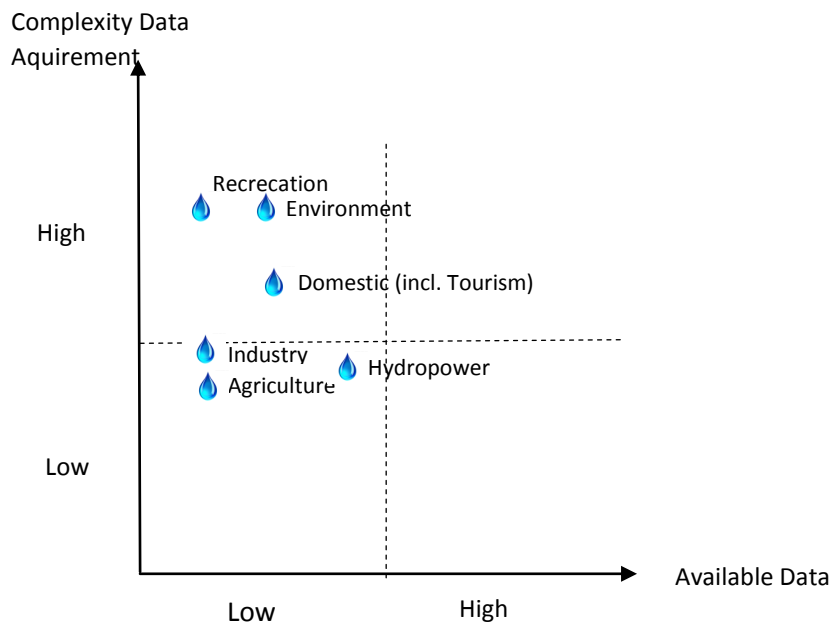 Complexity Data
Aquirement
Recrecation
Environment
High
Domestic (incl. Tourism)
Industry
Hydropower
Agriculture
Low
Available Data
Low
High